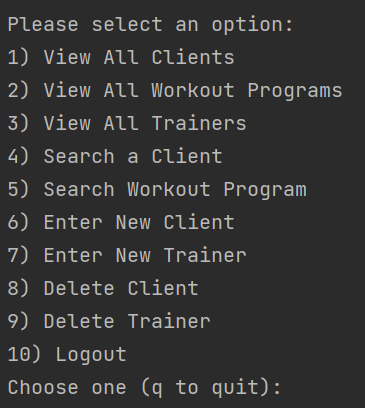 Please select an option:
1) View All Clients
2) View All Workout Programs
3) View All Trainers
4) Search a Client
5) Search Workout Program
6) Enter New Client
7) Enter New Trainer
8) Delete Client
9) Delete Trainer
10) Logout
Choose one (q to quit):